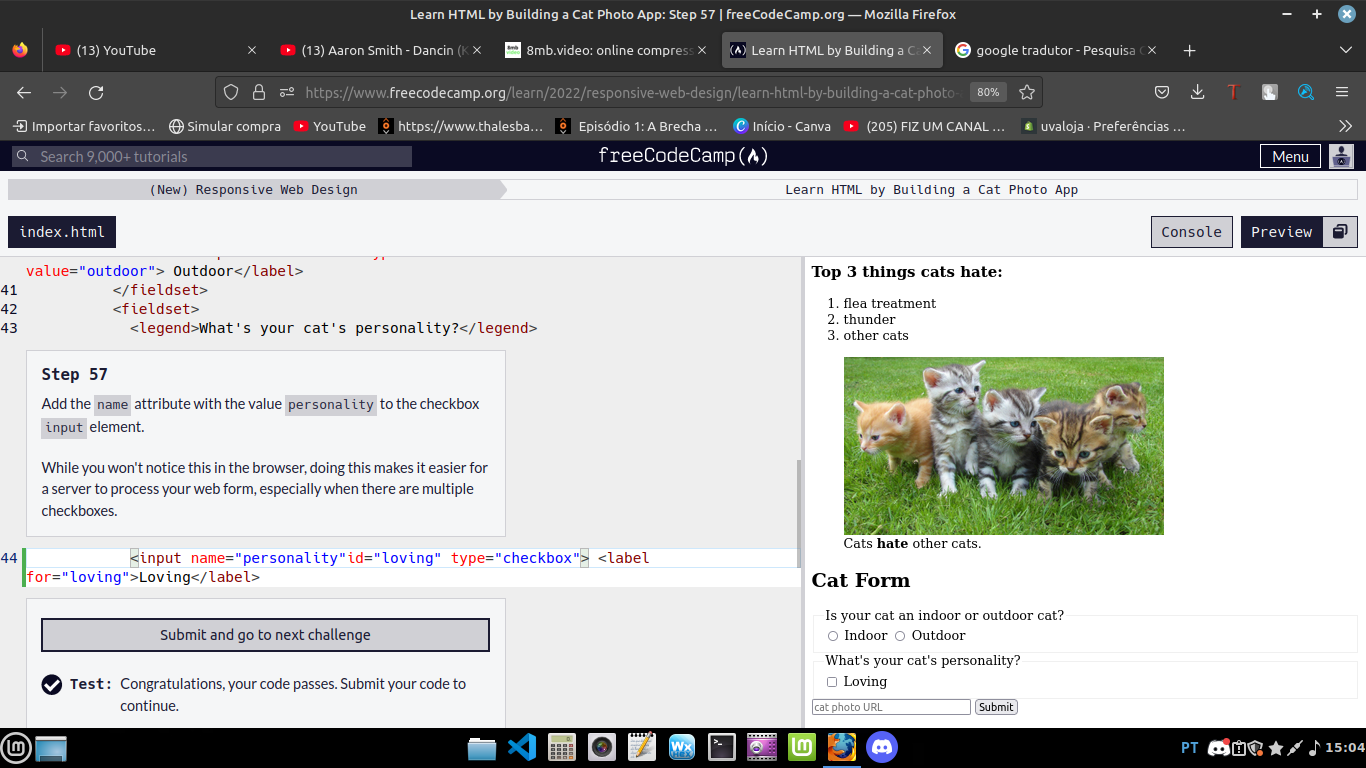 Learn HTML by Building a Cat Photo App: Step 57 | freeCodeCamp.org — Mozilla Firefox
(13) YouTube
(13) Aaron Smith - Dancin (K
8mb.video: online compress
Learn HTML by Building a Ca
google tradutor - Pesquisa G
https://www.freecodecamp.org/learn/2022/responsive-web-design/learn-html-by-building-a-cat-photo-
80%
Importar favoritos…
Simular compra
YouTube
https://www.thalesba…
Episódio 1: A Brecha …
Início - Canva
(205) FIZ UM CANAL …
uvaloja · Preferências …
Search 9,000+ tutorials
freeCodeCamp
Menu
(New) Responsive Web Design
Learn HTML by Building a Cat Photo App
index.html
Console
Preview
value="outdoor"> Outdoor</label>
41 </fieldset>
42 <fieldset>
43 <legend>What's your cat's personality?</legend>
Step 57
Add the name attribute with the value personality to the checkbox
input element.
While you won't notice this in the browser, doing this makes it easier for
a server to process your web form, especially when there are multiple
checkboxes.
44 <input name="personality"id="loving" type="checkbox"> <label
for="loving">Loving</label>
Submit and go to next challenge
Test: Congratulations, your code passes. Submit your code to
continue.
Top 3 things cats hate:
1. flea treatment
2. thunder
3. other cats
Cats hate other cats.
Cat Form
Is your cat an indoor or outdoor cat?
Indoor Outdoor
What's your cat's personality?
Loving
cat photo URL
Submit
PT
15:04